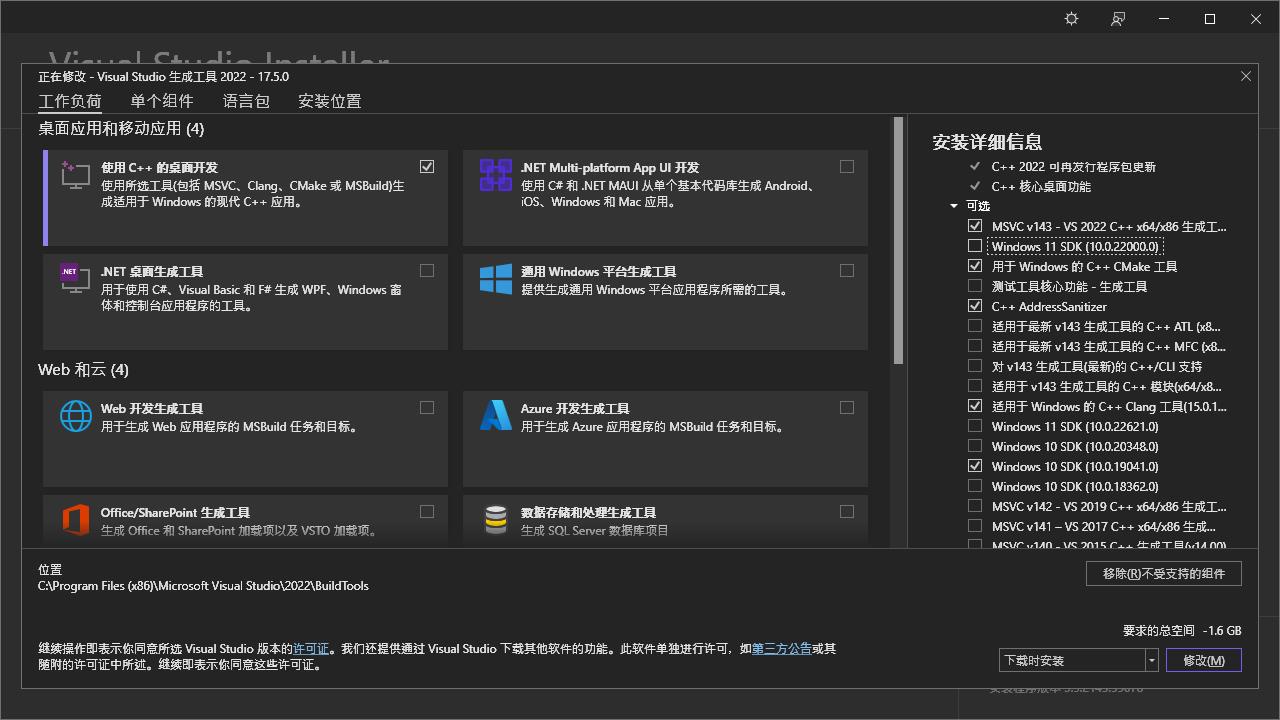 Visual Studio Installer
正在修改 - Visual Studio 生成工具 2022 - 17.5.0
工作负荷 单个组件 语言包 安装位置
桌面应用和移动应用 (4)
使用 C++ 的桌面开发
使用所选工具(包括 MSVC、Clang、CMake 或 MSBuild)生
成适用于 Windows 的现代 C++ 应用。
.NET Multi-platform App UI 开发
使用 C# 和 .NET MAUI 从单个基本代码库生成 Android、
iOS、Windows 和 Mac 应用。
.NET
.NET 桌面生成工具
用于使用 C#、Visual Basic 和 F# 生成 WPF、Windows 窗
体和控制台应用程序的工具。
通用 Windows 平台生成工具
提供生成通用 Windows 平台应用程序所需的工具。
Web 和云 (4)
Web 开发生成工具
用于生成 Web 应用程序的 MSBuild 任务和目标。
Azure 开发生成工具
用于生成 Azure 应用程序的 MSBuild 任务和目标。
Office/SharePoint 生成工具
生成 Office 和 SharePoint 加载项以及 VSTO 加载项。
数据存储和处理生成工具
生成 SQL Server 数据库项目
安装详细信息
C++ 2022 可再发行程序包更新
C++ 核心桌面功能
可选
MSVC v143 - VS 2022 C++ x64/x86 生成工...
Windows 11 SDK (10.0.22000.0)
用于 Windows 的 C++ CMake 工具
测试工具核心功能 - 生成工具
C++ AddressSanitizer
适用于最新 v143 生成工具的 C++ ATL (x8...
适用于最新 v143 生成工具的 C++ MFC (x8...
对 v143 生成工具(最新)的 C++/CLI 支持
适用于 v143 生成工具的 C++ 模块(x64/x8...
适用于 Windows 的 C++ Clang 工具(15.0.1...
Windows 11 SDK (10.0.22621.0)
Windows 10 SDK (10.0.20348.0)
Windows 10 SDK (10.0.19041.0)
Windows 10 SDK (10.0.18362.0)
MSVC v142 - VS 2019 C++ x64/x86 生成工...
MSVC v141 – VS 2017 C++ x64/x86 生成...
MSVC v140 - VS 2015 C++ 生成工具(v14.00)
位置
C:\Program Files (x86)\Microsoft Visual Studio\2022\BuildTools
移除(R)不受支持的组件
要求的总空间 -1.6 GB
继续操作即表示你同意所选 Visual Studio 版本的许可证。我们还提供通过 Visual Studio 下载其他软件的功能。此软件单独进行许可，如第三方公告或其
随附的许可证中所述。继续即表示你同意这些许可证。
下载时安装
修改(M)
安装程序版本